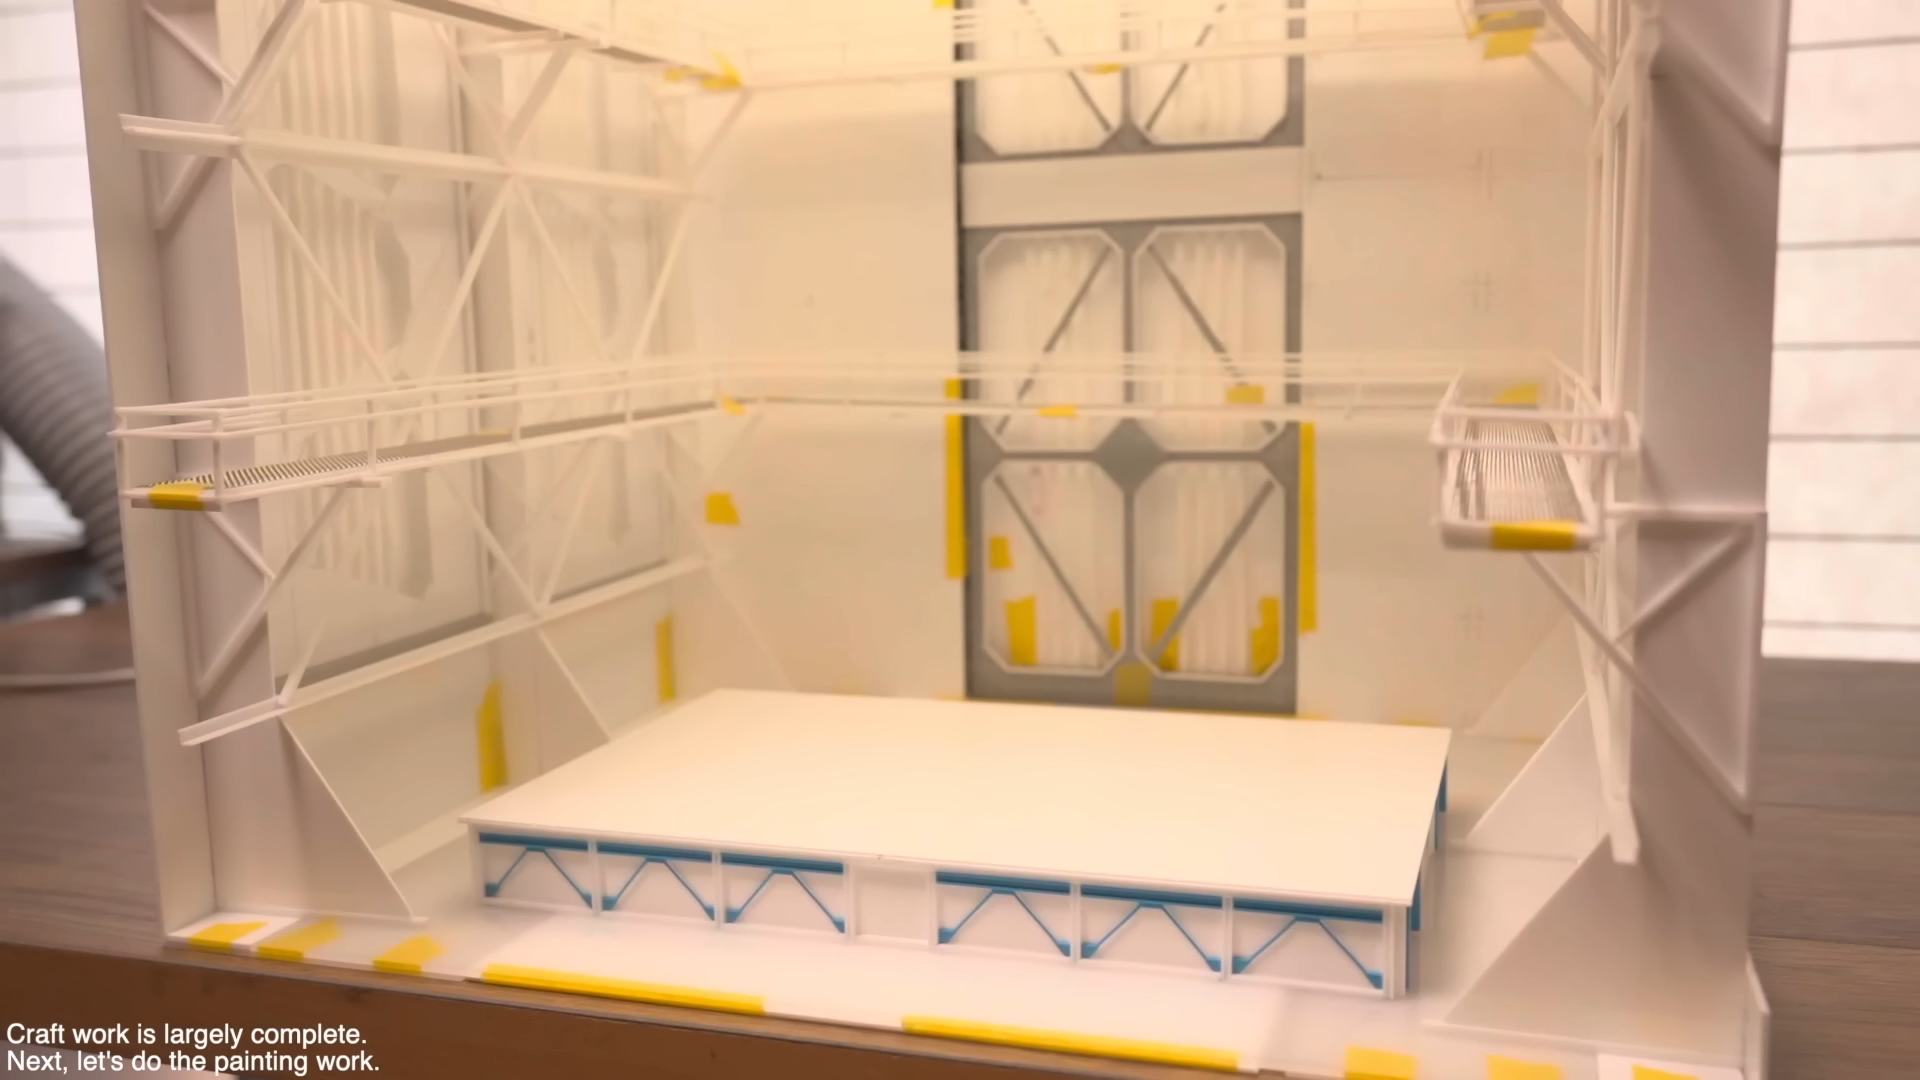 Craft work is largely complete.
Next, let's do the painting work.